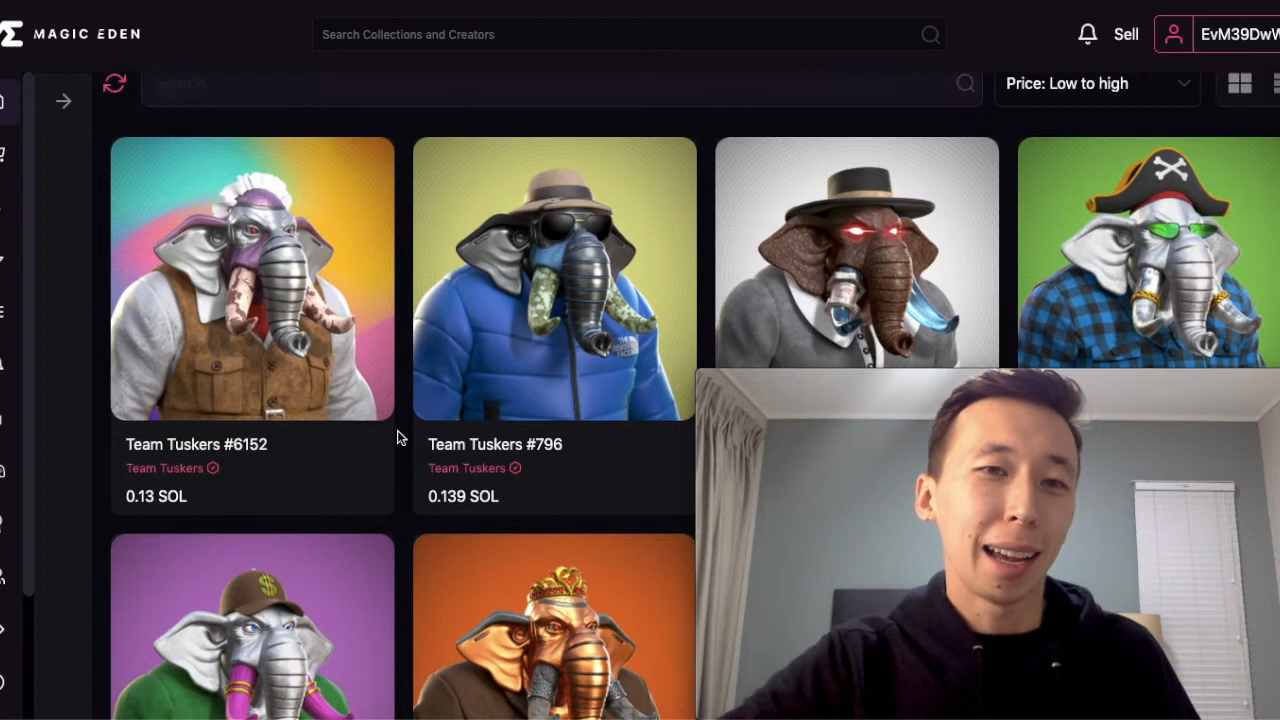 MAGIC EDEN
Search Collections and Creators
Sell
EvM39DwW
Search
Price: Low to high
Team Tuskers #6152
Team Tuskers
0.13 SOL
Team Tuskers #796
Team Tuskers
0.139 SOL